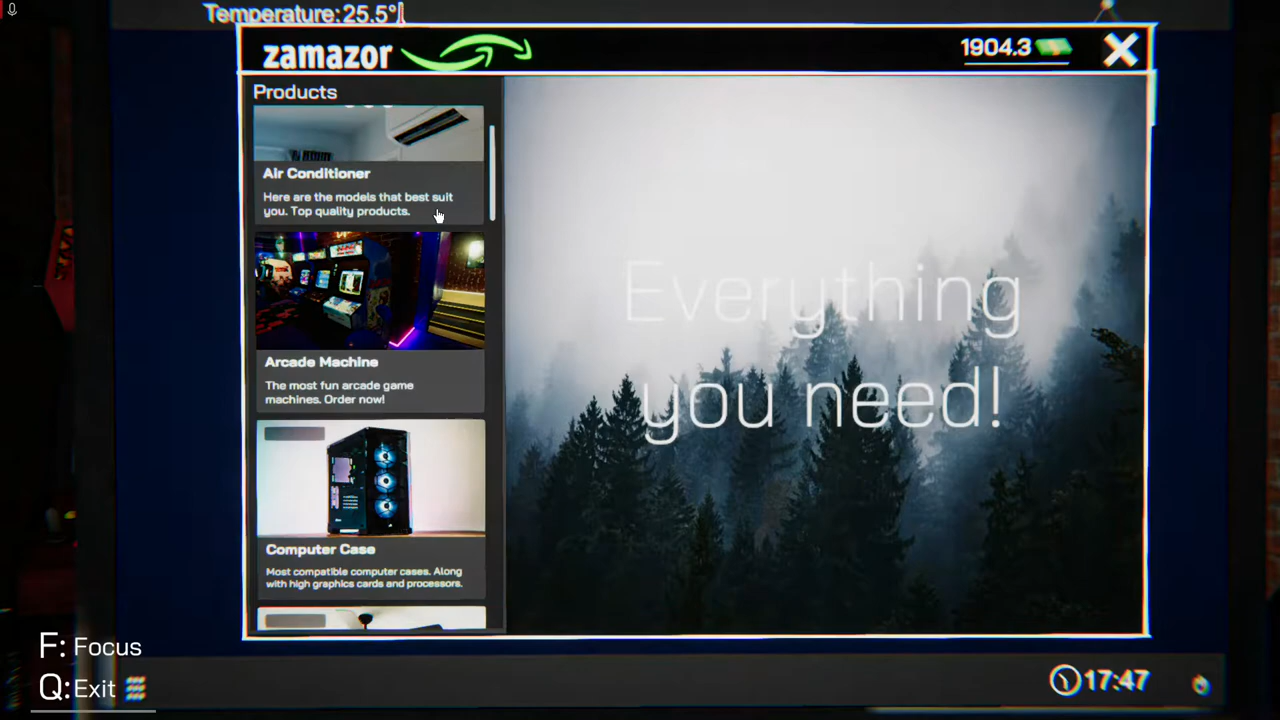 Temperature: 25.5°
zamazor
1904.3
X
Products
Air Conditioner
Here are the models that best suit
you. Top quality products.
Arcade Machine
The most fun arcade game
machines. Order now!
Computer Case
Most compatible computer cases. Along
with high graphics cards and processors.
Everything
you need!
F: Focus
Q: Exit
17:47